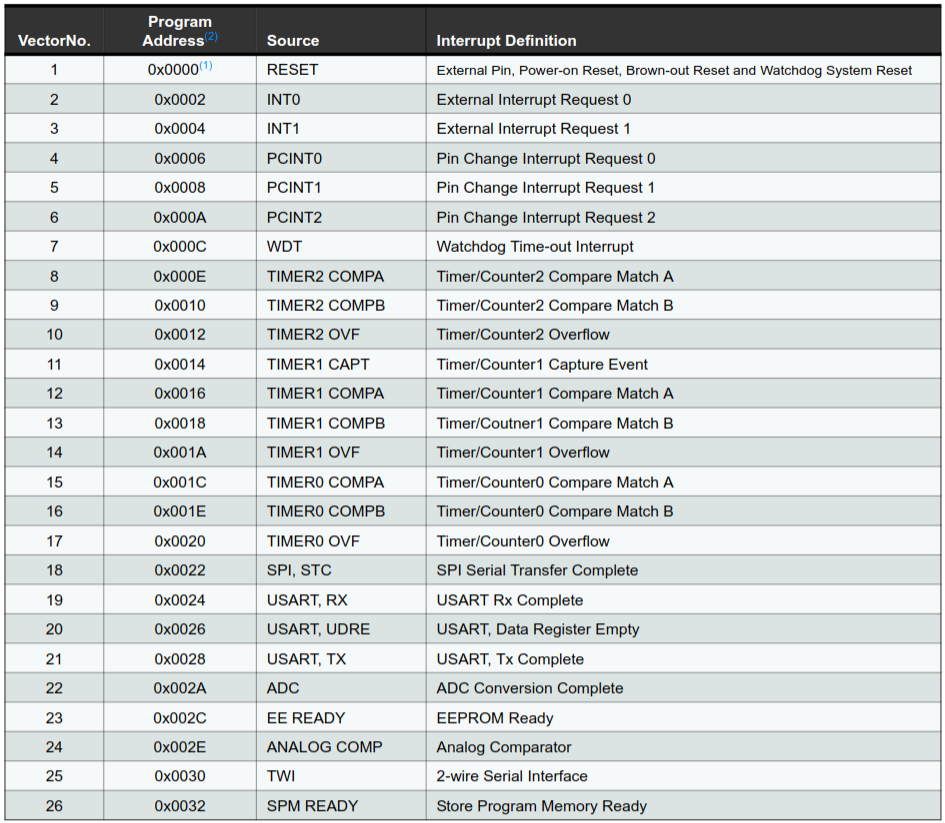 VectorNo. Program Address(2) Source Interrupt Definition
1 0x0000(1) RESET External Pin, Power-on Reset, Brown-out Reset and Watchdog System Reset
2 0x0002 INT0 External Interrupt Request 0
3 0x0004 INT1 External Interrupt Request 1
4 0x0006 PCINT0 Pin Change Interrupt Request 0
5 0x0008 PCINT1 Pin Change Interrupt Request 1
6 0x000A PCINT2 Pin Change Interrupt Request 2
7 0x000C WDT Watchdog Time-out Interrupt
8 0x000E TIMER2 COMPA Timer/Counter2 Compare Match A
9 0x0010 TIMER2 COMPB Timer/Counter2 Compare Match B
10 0x0012 TIMER2 OVF Timer/Counter2 Overflow
11 0x0014 TIMER1 CAPT Timer/Counter1 Capture Event
12 0x0016 TIMER1 COMPA Timer/Counter1 Compare Match A
13 0x0018 TIMER1 COMPB Timer/Coutner1 Compare Match B
14 0x001A TIMER1 OVF Timer/Counter1 Overflow
15 0x001C TIMER0 COMPA Timer/Counter0 Compare Match A
16 0x001E TIMER0 COMPB Timer/Counter0 Compare Match B
17 0x0020 TIMER0 OVF Timer/Counter0 Overflow
18 0x0022 SPI, STC SPI Serial Transfer Complete
19 0x0024 USART, RX USART Rx Complete
20 0x0026 USART, UDRE USART, Data Register Empty
21 0x0028 USART, TX USART, Tx Complete
22 0x002A ADC ADC Conversion Complete
23 0x002C EE READY EEPROM Ready
24 0x002E ANALOG COMP Analog Comparator
25 0x0030 TWI 2-wire Serial Interface
26 0x0032 SPM READY Store Program Memory Ready